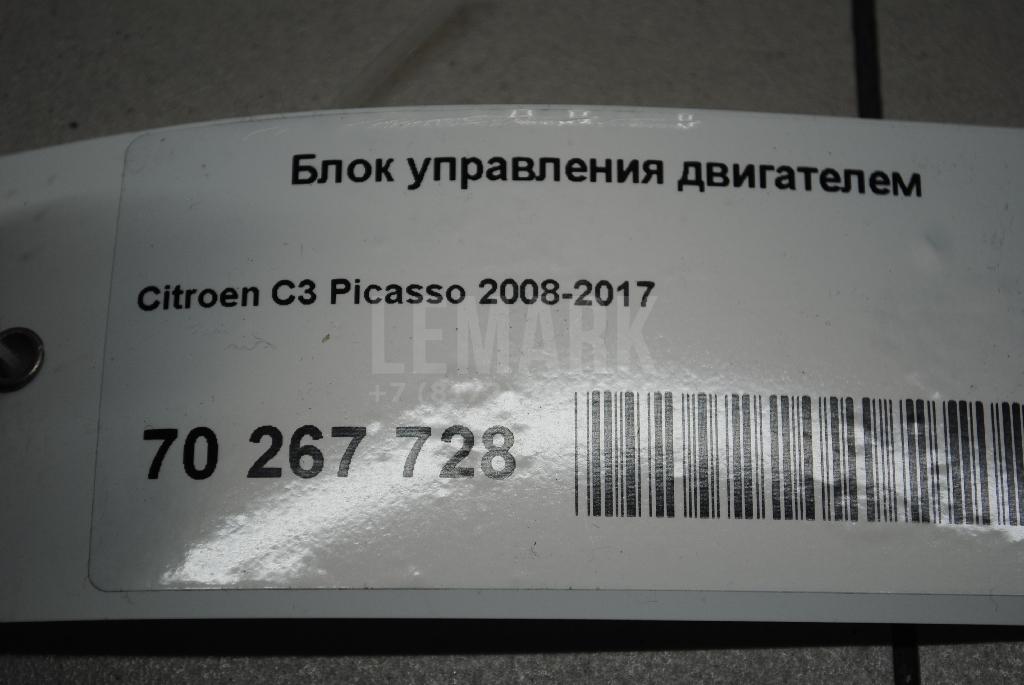 Блок управления двигателем
Citroen C3 Picasso 2008-2017
LEMARK
70 267 728